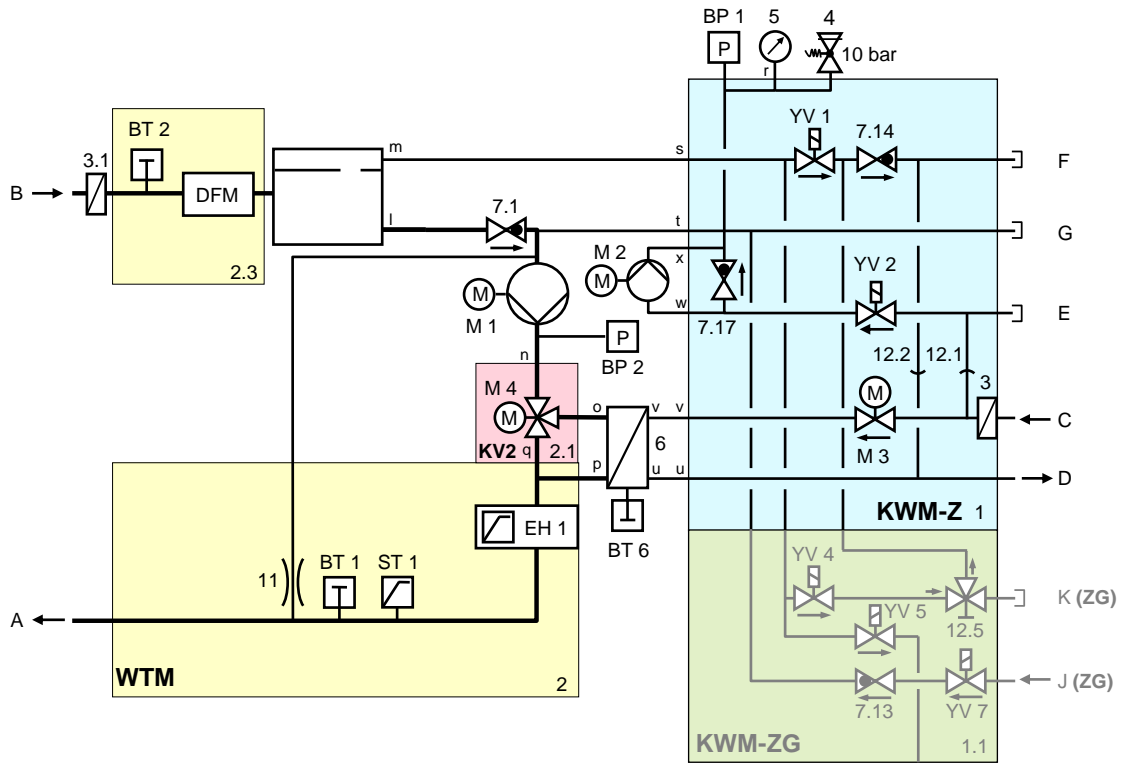 BP 1
5
4
P
r
10 bar
BT 2
3.1
m
s
YV 1
7.14
F
B
DFM
l
7.1
t
G
M 2
x
YV 2
2.3
M
M
w
E
M 1
7.17
P
n
BP 2
12.2
12.1
M 4
M
3
M
o
v
v
C
6
M 3
KV2
q
2.1
p
u
u
D
KWM-Z
1
EH 1
BT 6
YV 4
BT 1
ST 1
11
K (ZG)
A
YV 5
12.5
WTM
2
J (ZG)
7.13
YV 7
KWM-ZG
1.1